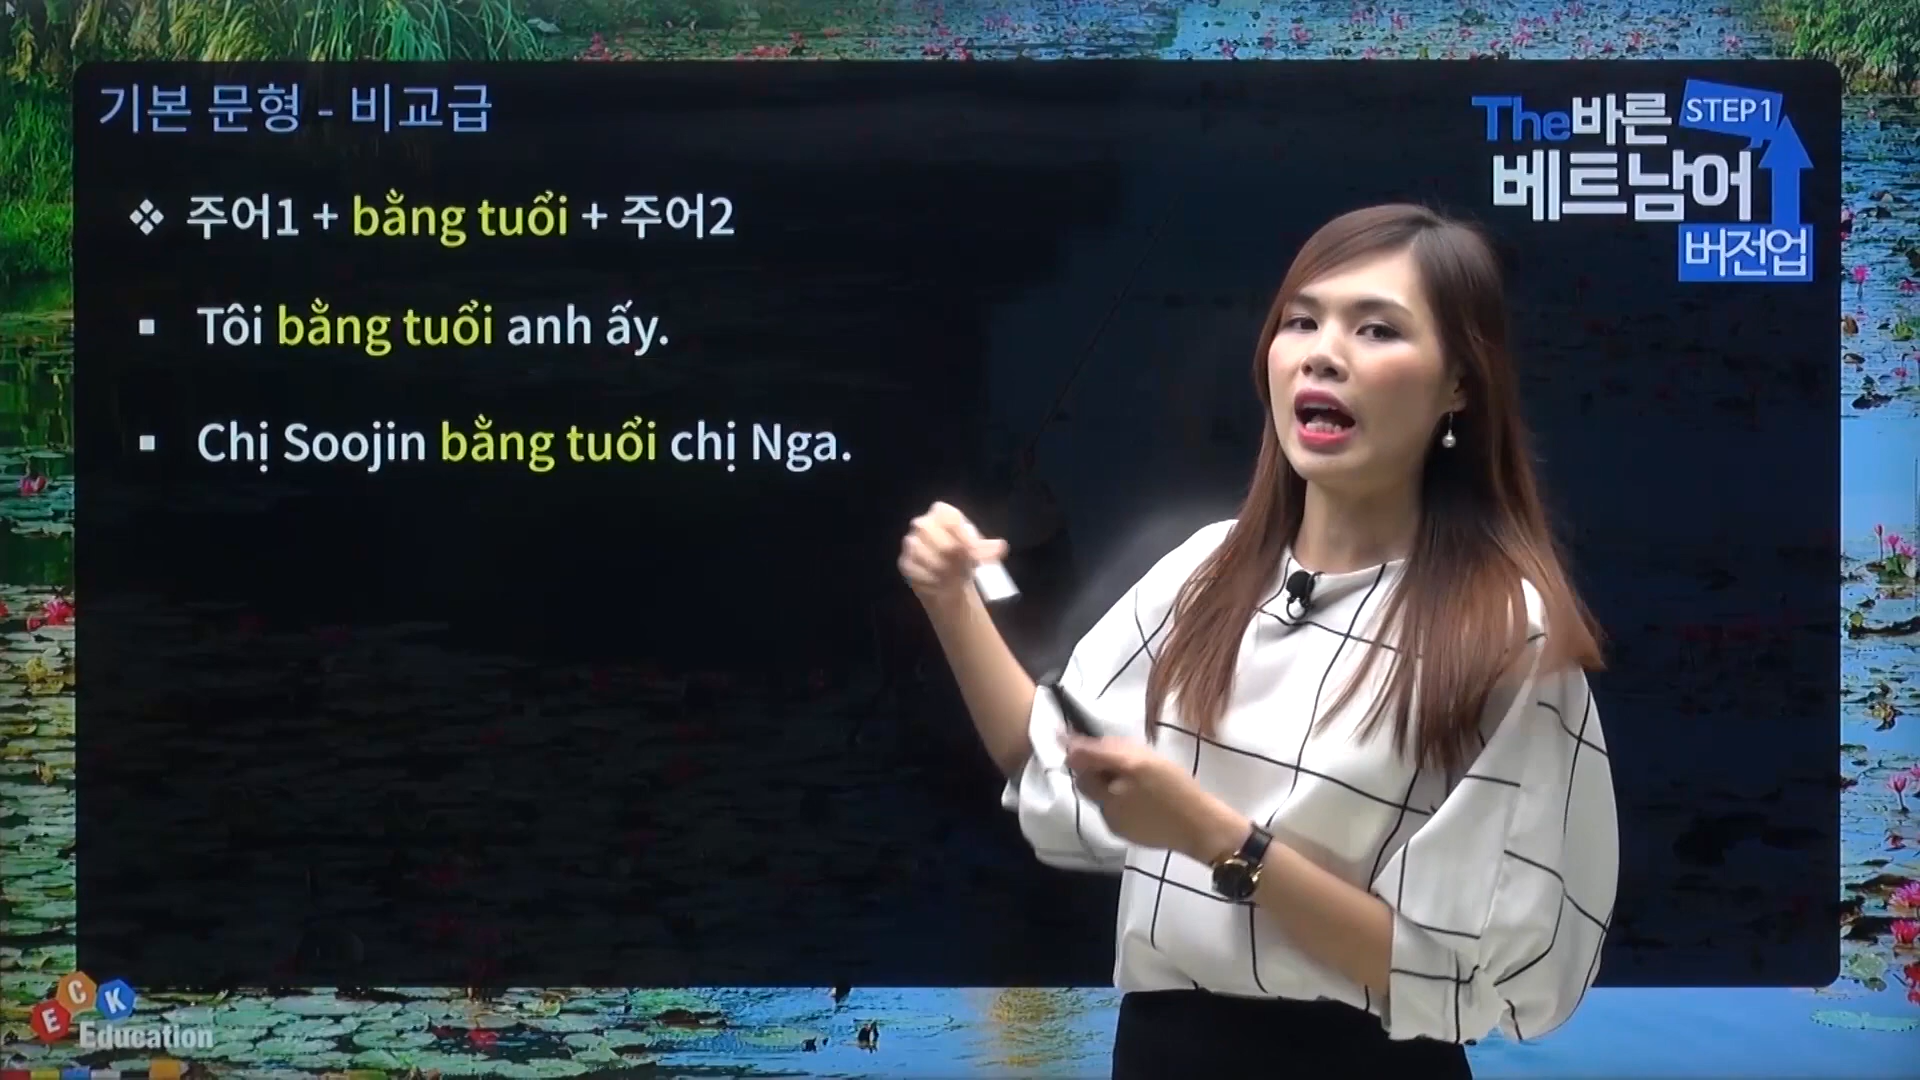 기본 문형 - 비교급
The바른 STEP1
베트남어
버전업
❖ 주어1 + bằng tuổi + 주어2
▪ Tôi bằng tuổi anh ấy.
▪ Chị Soojin bằng tuổi chị Nga.
ECK
Education